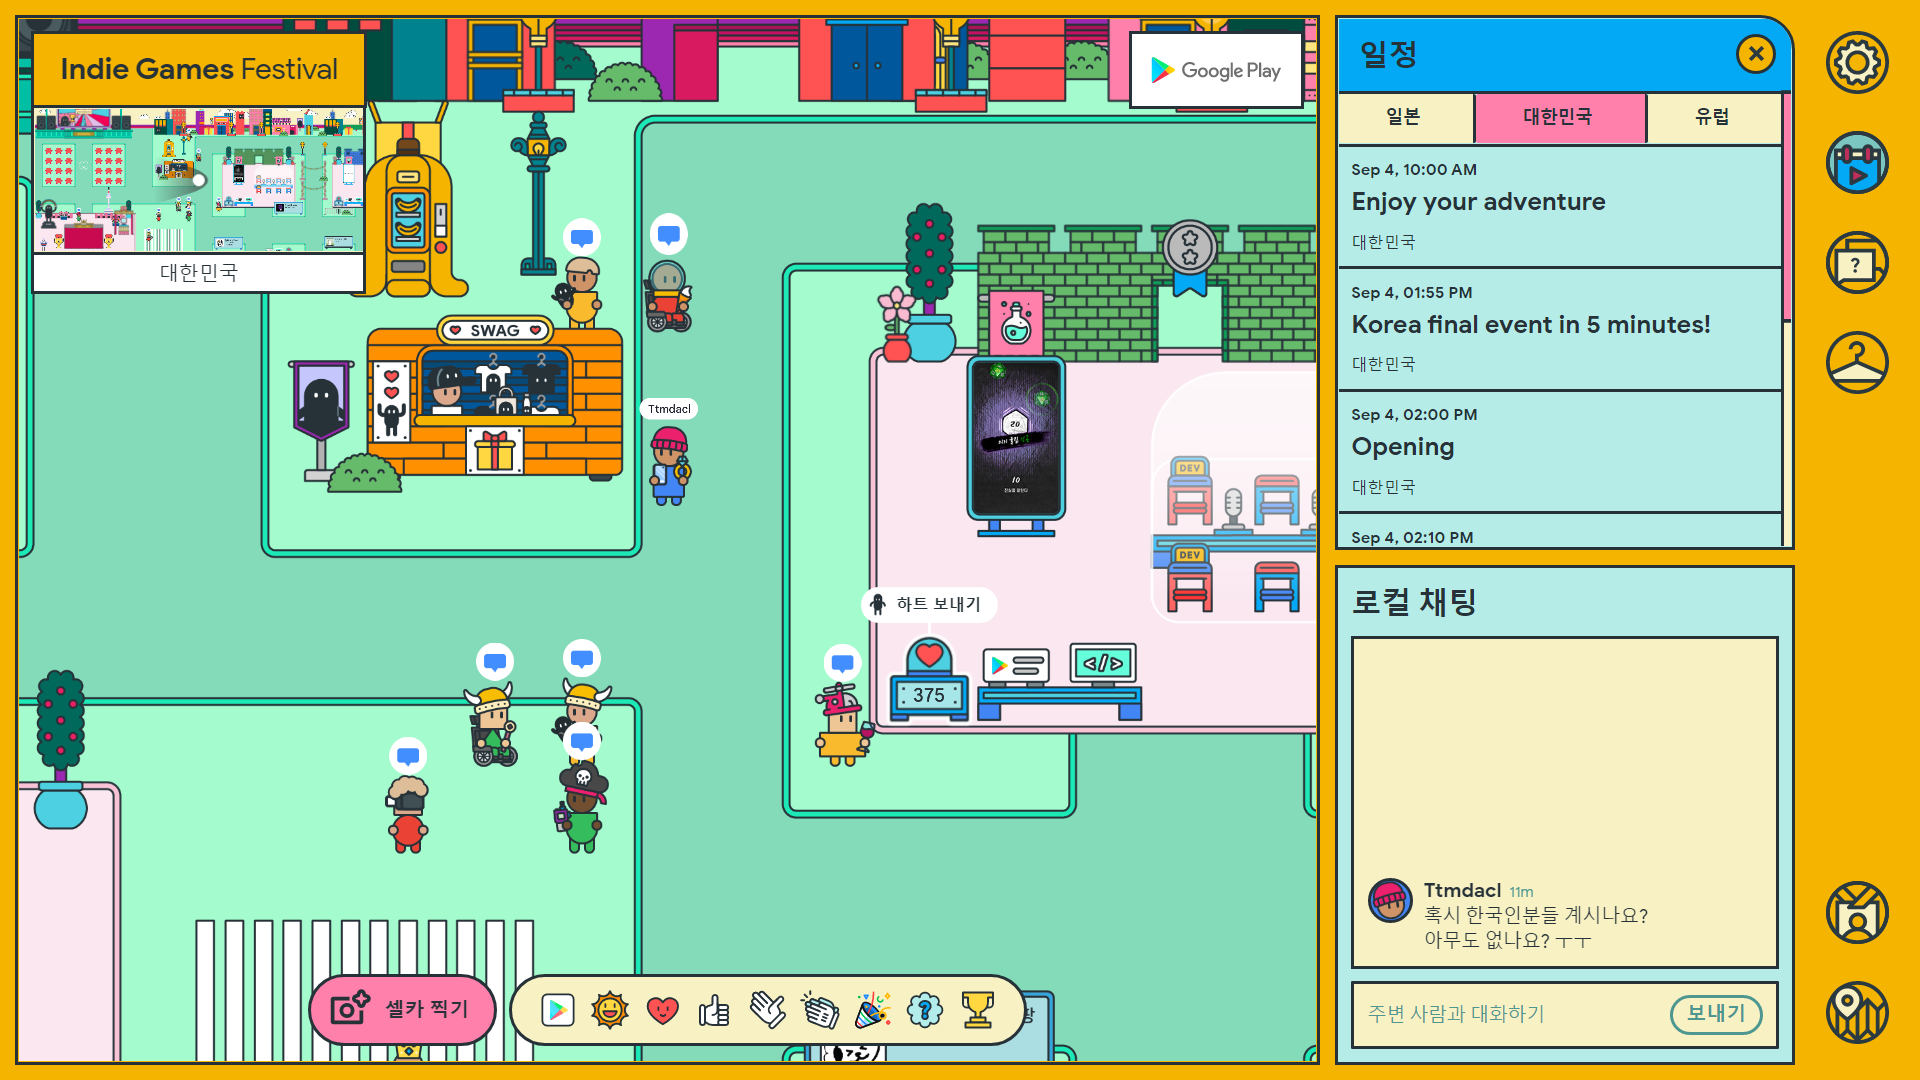 Indie Games Festival
대한민국
Google Play
SWAG
Ttmdacl
20
10
DEV
DEV
하트 보내기
375
</>
셀카 찍기
?
일정
일본
대한민국
유럽
Sep 4, 10:00 AM
Enjoy your adventure
대한민국
Sep 4, 01:55 PM
Korea final event in 5 minutes!
대한민국
Sep 4, 02:00 PM
Opening
대한민국
Sep 4, 02:10 PM
로컬 채팅
Ttmdacl 11m
혹시 한국인분들 계시나요?
아무도 없나요? ㅜㅜ
주변 사람과 대화하기
보내기
?